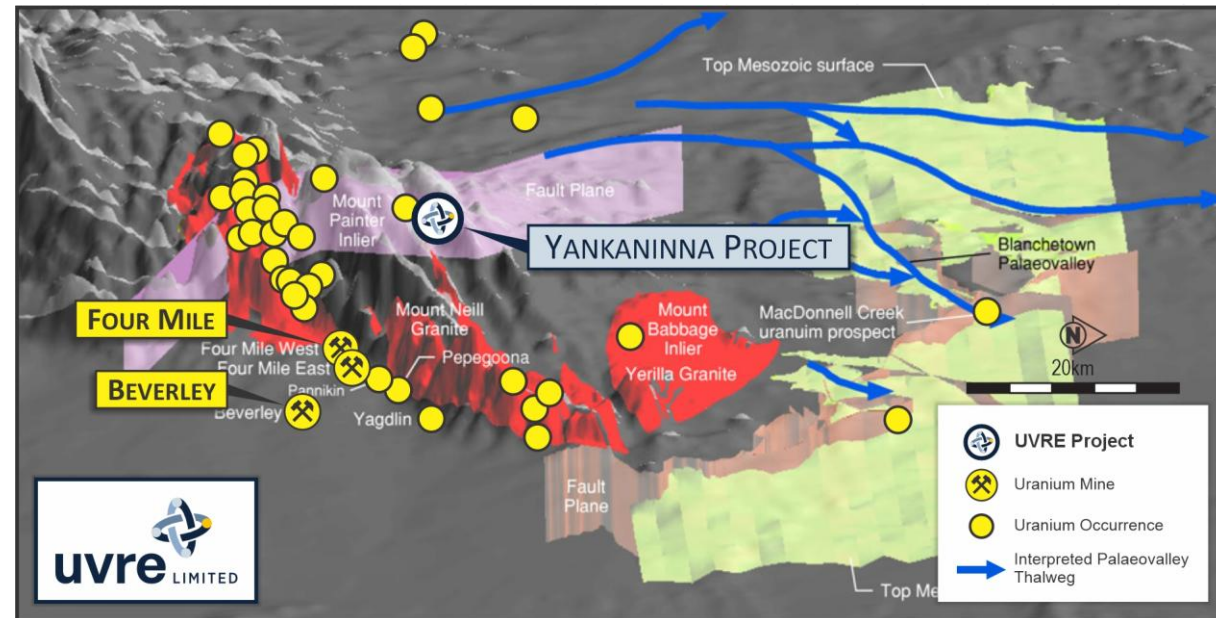 Top Mesozoic surface
Fault Plane
Mount
Painter
Inlier
YANKANINNA PROJECT
Blanchetown
Palaeovalley
FOUR MILE
Mount Neill
Granite
Mount
Babbage
Inlier
MacDonnell Creek
uranuim prospect
N
Four Mile West
Four Mile East
Pepegoona
Yerilla Granite
20km
BEVERLEY
Pannikin
Beverley
Yagdlin
UVRE Project
Uranium Mine
Fault
Plane
Uranium Occurrence
uvre LIMITED
Interpreted Palaeovalley
Thalweg
Top Me